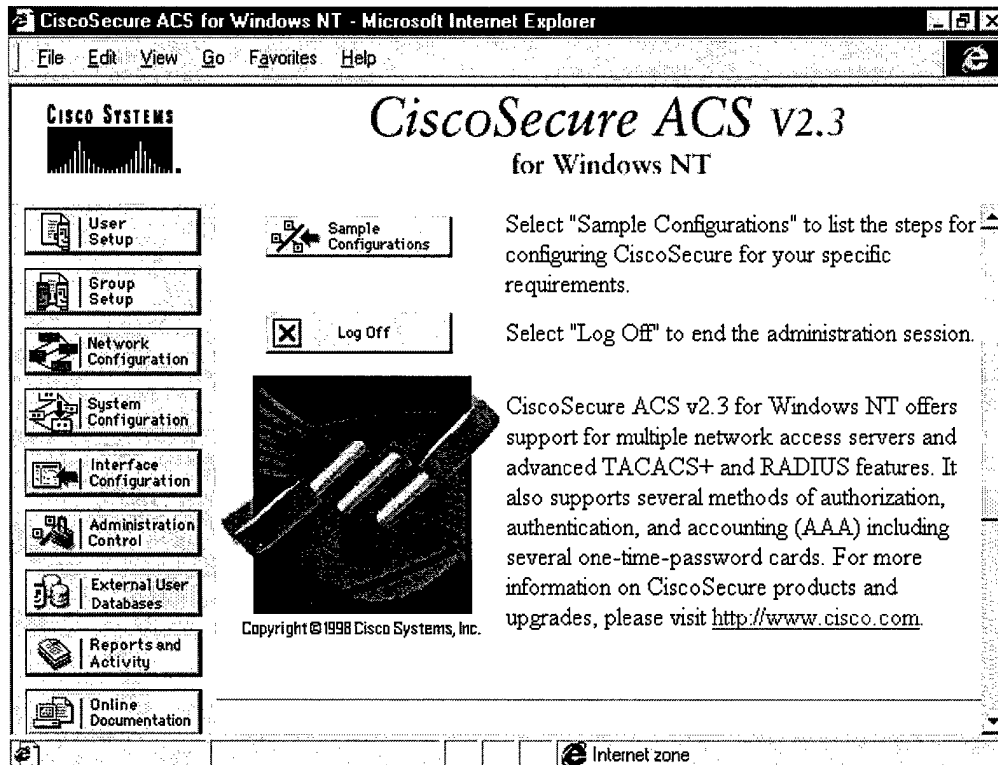 CiscoSecure ACS for Windows NT - Microsoft Internet Explorer
File Edit View Go Favorites Help
CISCO SYSTEMS
CiscoSecure ACS V2.3
for Windows NT
User
Setup
Group
Setup
Network
Configuration
System
Configuration
Interface
Configuration
Administration
Control
External User
Databases
Reports and
Activity
Online
Documentation
Sample
Configurations
Log Off
Copyright ©1998 Cisco Systems, Inc.
Select "Sample Configurations" to list the steps for
configuring CiscoSecure for your specific
requirements.
Select "Log Off" to end the administration session.
CiscoSecure ACS v2.3 for Windows NT offers
support for multiple network access servers and
advanced TACACS+ and RADIUS features. It
also supports several methods of authorization,
authentication, and accounting (AAA) including
several one-time-password cards. For more
information on CiscoSecure products and
upgrades, please visit http://www.cisco.com.
Internet zone